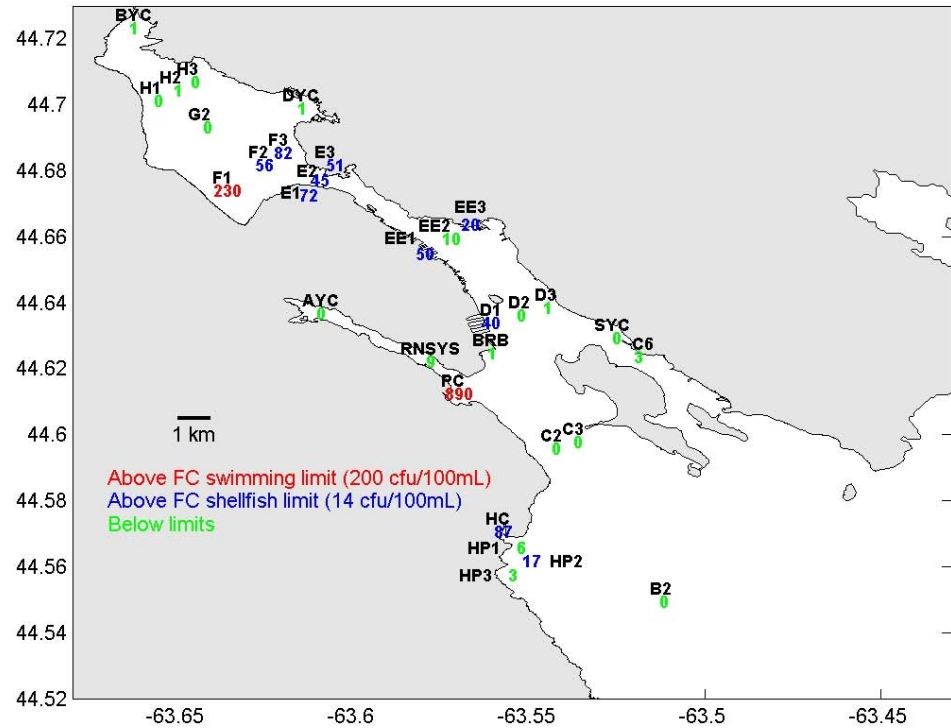 BYC
44.72
1
H3
H2
0
44.7
H1
1
DYC
0
1
G2
0
F3
44.68
F2
82
E3
56
51
F1
E2
230
45
E1
72
EE3
44.66
EE2
20
EE1
10
50
44.64
AYC
D3
D2
0
D1
1
0
40
SYC
BRB
0
RNSYS
1
C6
44.62
9
3
PC
890
44.6
1 km
C2
C3
0
0
44.58
Above FC swimming limit (200 cfu/100mL)
Above FC shellfish limit (14 cfu/100mL)
Below limits
HC
87
HP1
6
44.56
17
HP2
HP3
3
B2
0
44.54
44.52
-63.65
-63.6
-63.55
-63.5
-63.45